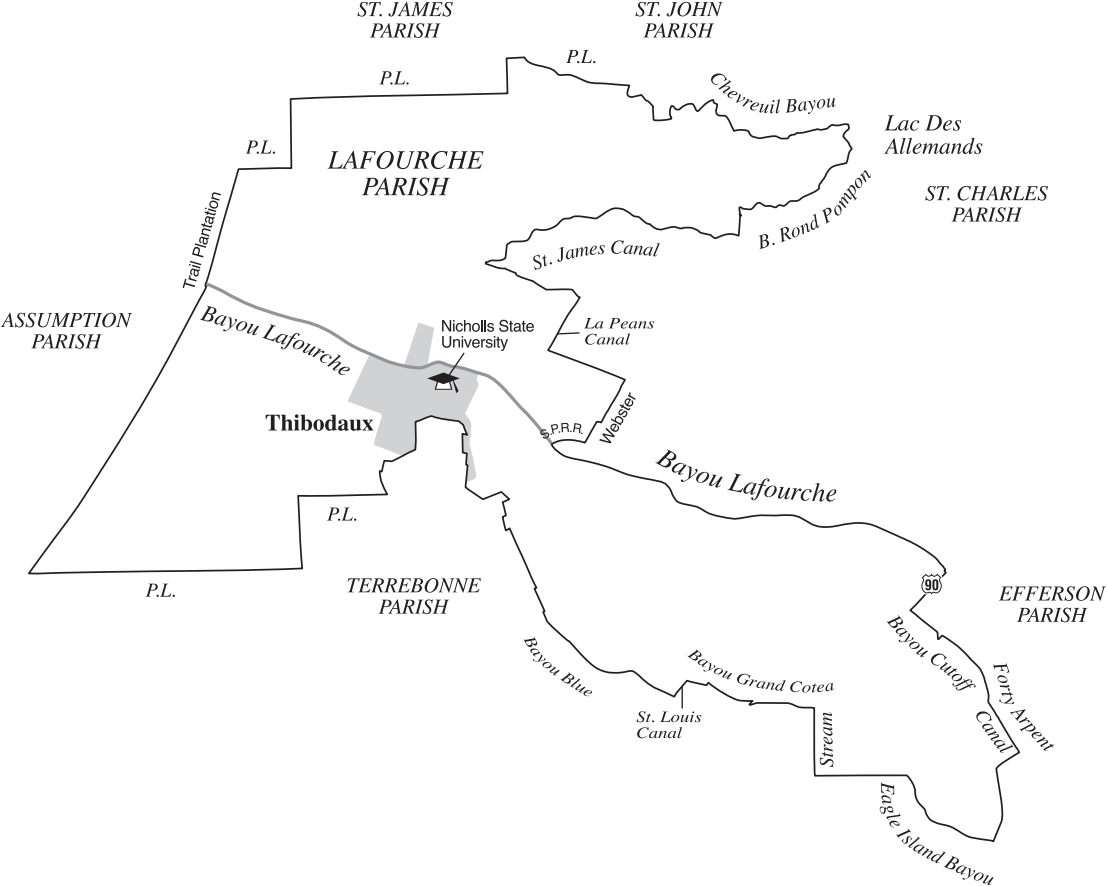 ST. JAMES
PARISH
ST. JOHN
PARISH
P.L.
P.L.
Chevreuil Bayou
Lac Des
Allemands
P.L.
LAFOURCHE
PARISH
ST. CHARLES
PARISH
B. Rond Pompon
Trail Plantation
St. James Canal
ASSUMPTION
PARISH
Bayou Lafourche
Nicholls State
University
La Peans
Canal
Thibodaux
S.P.R.R.
Webster
Bayou Lafourche
P.L.
P.L.
TERREBONNE
PARISH
90
EFFERSON
PARISH
Bayou Blue
Bayou Grand Cotea
Bayou Cutoff
Canal
Forty Arpent
St. Louis
Canal
Stream
Eagle Island Bayou